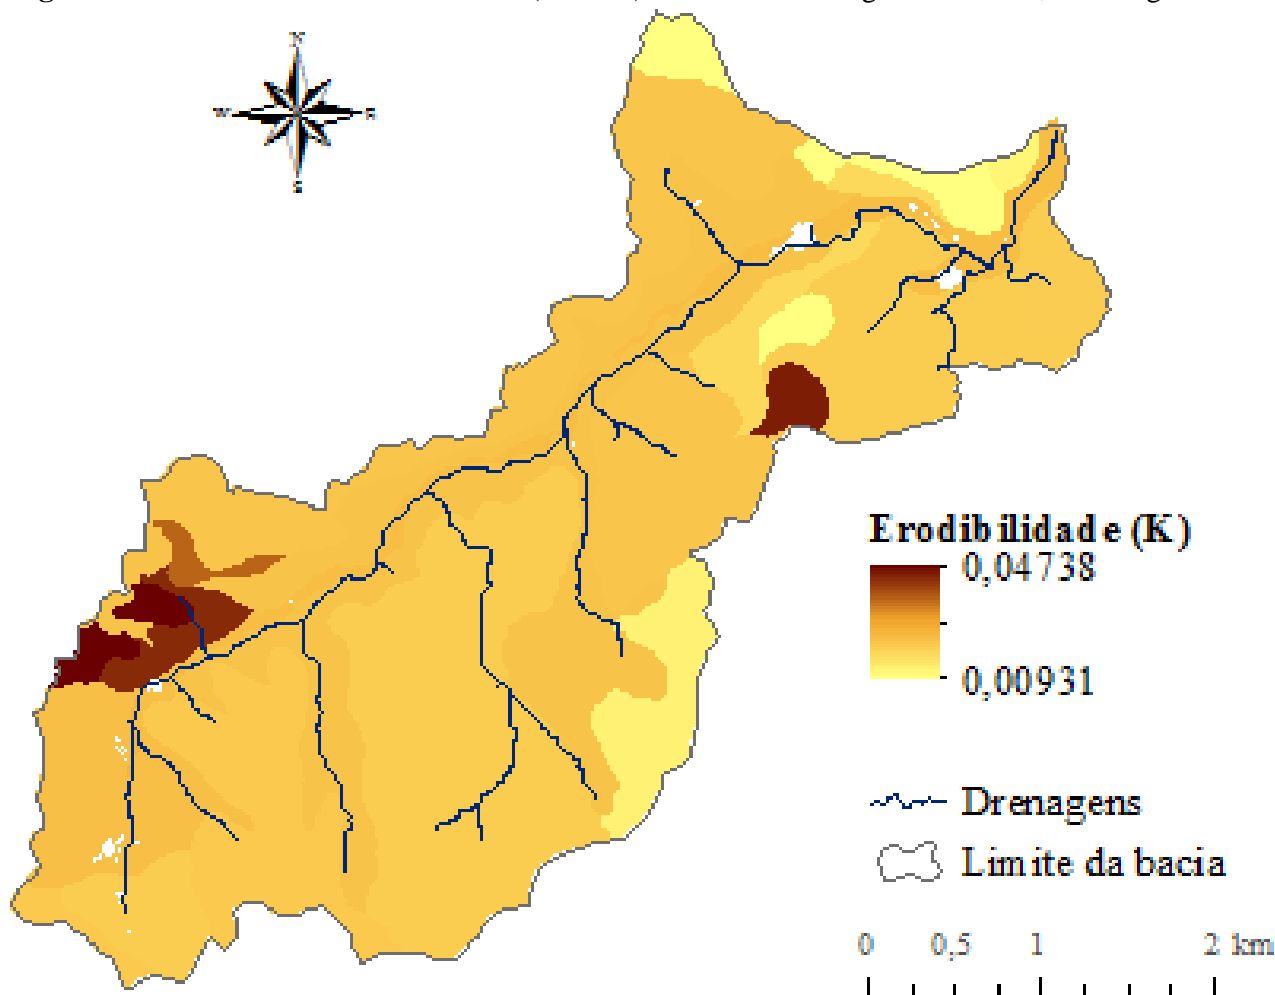 N
W
S
Erodibilidade (K)
0,04738
0,00931
Drenagens
Limite da bacia
0 0,5 1 2 km